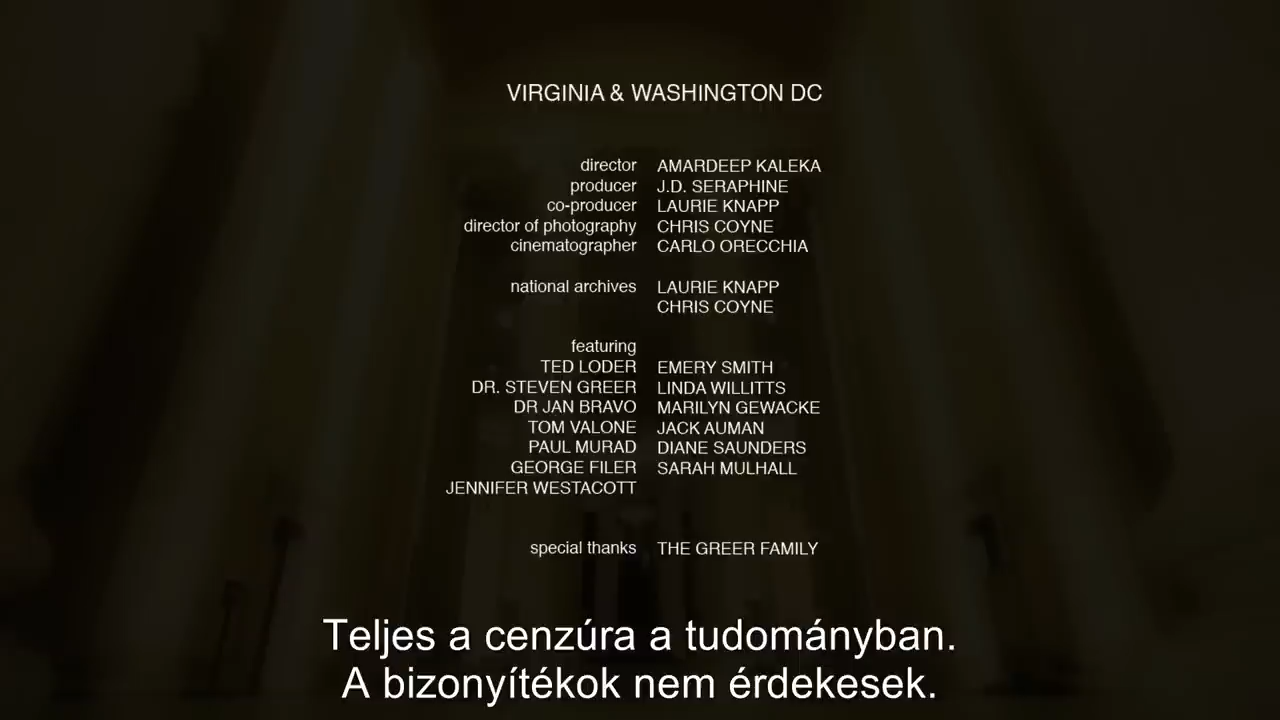 VIRGINIA & WASHINGTON DC
director AMARDEEP KALEKA
producer J.D. SERAPHINE
co-producer LAURIE KNAPP
director of photography CHRIS COYNE
cinematographer CARLO ORECCHIA
national archives LAURIE KNAPP
CHRIS COYNE
featuring
TED LODER EMERY SMITH
DR. STEVEN GREER LINDA WILLITTS
DR JAN BRAVO MARILYN GEWACKE
TOM VALONE JACK AUMAN
PAUL MURAD DIANE SAUNDERS
GEORGE FILER SARAH MULHALL
JENNIFER WESTACOTT
special thanks THE GREER FAMILY
Teljes a cenzúra a tudományban.
A bizonyítékok nem érdekesek.